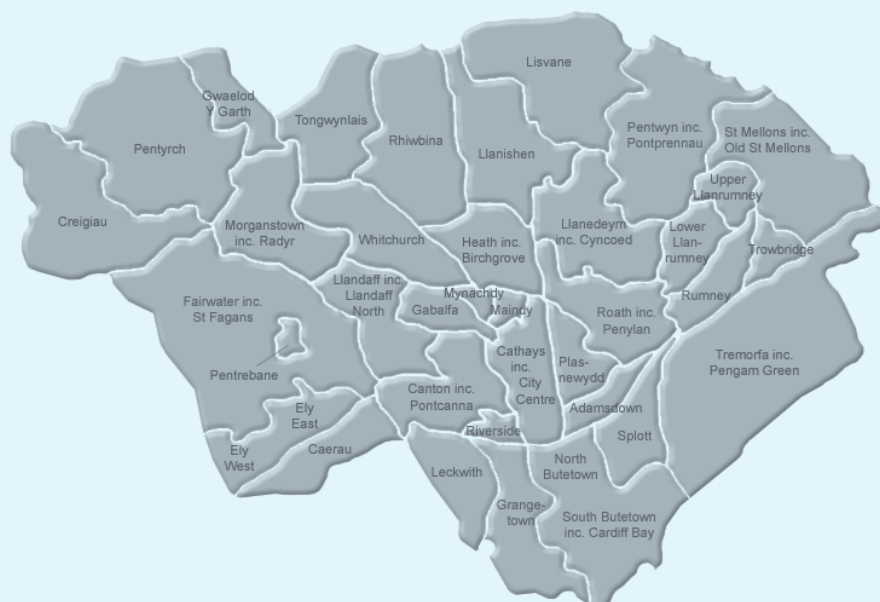 Lisvane
Gwaelod
Y Garth
Tongwynlais
Pentwyn inc.
Pontprennau
St Mellons inc.
Old St Mellons
Pentyrch
Rhiwbina
Llanishen
Upper
Llanrumney
Creigiau
Morganstown
inc. Radyr
Whitchurch
Heath inc.
Birchgrove
Llanedeyrn
inc. Cyncoed
Lower
Llan-
rumney
Trowbridge
Llandaff inc.
Llandaff
North
Fairwater inc.
St Fagans
Mynachdy
Gabalfa
Maindy
Rumney
Roath inc.
Penylan
Pentrebane
Cathays
inc.
City
Centre
Plas-
newydd
Tremorfa inc.
Pengam Green
Canton inc.
Pontcanna
Ely
East
Adamsdown
Riverside
Splott
Ely
West
Caerau
Leckwith
North
Butetown
Grange-
town
South Butetown
inc. Cardiff Bay